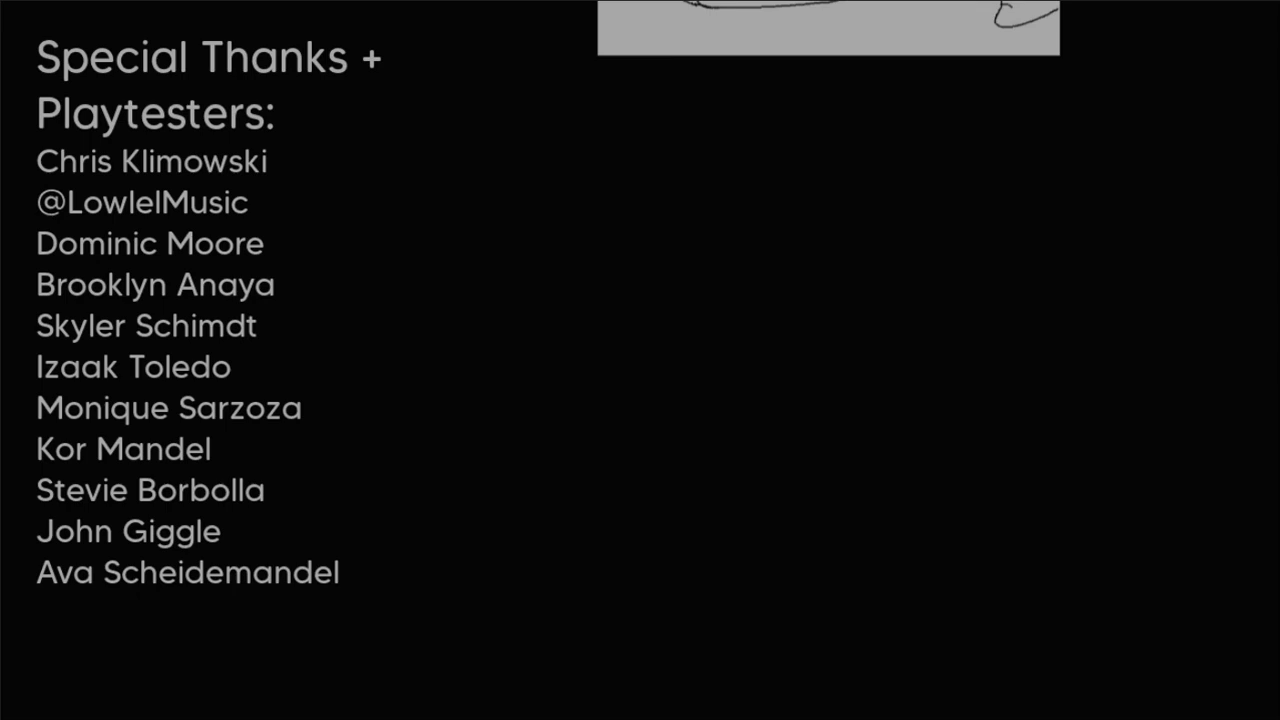 Special Thanks +
Playtesters:
Chris Klimowski
@LowlelMusic
Dominic Moore
Brooklyn Anaya
Skyler Schimdt
Izaak Toledo
Monique Sarzoza
Kor Mandel
Stevie Borbolla
John Giggle
Ava Scheidemandel